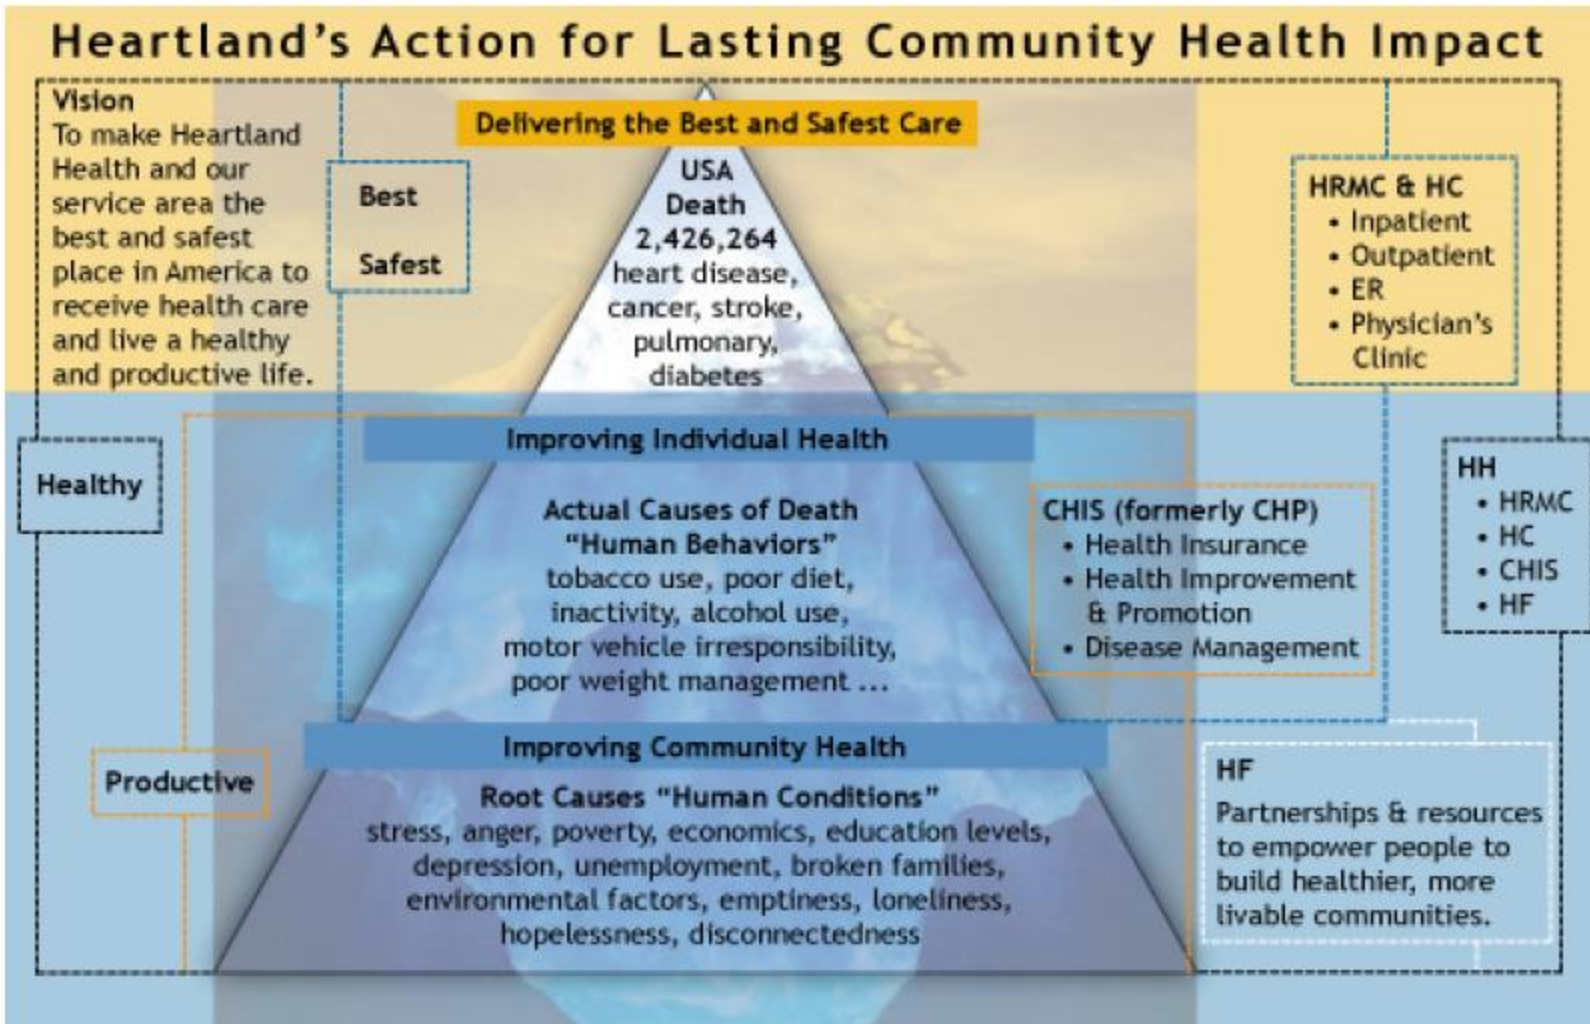 Heartland's Action for Lasting Community Health Impact
Vision
To make Heartland
Health and our
service area the
best and safest
place in America to
receive health care
and live a healthy
and productive life.
Best
Safest
Delivering the Best and Safest Care
USA
Death
2,426,264
heart disease,
cancer, stroke,
pulmonary,
diabetes
HRMC & HC
• Inpatient
• Outpatient
• ER
• Physician's
Clinic
Healthy
Improving Individual Health
Actual Causes of Death
"Human Behaviors"
tobacco use, poor diet,
inactivity, alcohol use,
motor vehicle irresponsibility,
poor weight management ...
CHIS (formerly CHP)
• Health Insurance
• Health Improvement
& Promotion
• Disease Management
HH
• HRMC
• HC
• CHIS
• HF
Productive
Improving Community Health
Root Causes "Human Conditions"
stress, anger, poverty, economics, education levels,
depression, unemployment, broken families,
environmental factors, emptiness, loneliness,
hopelessness, disconnectedness
HF
Partnerships & resources
to empower people to
build healthier, more
livable communities.